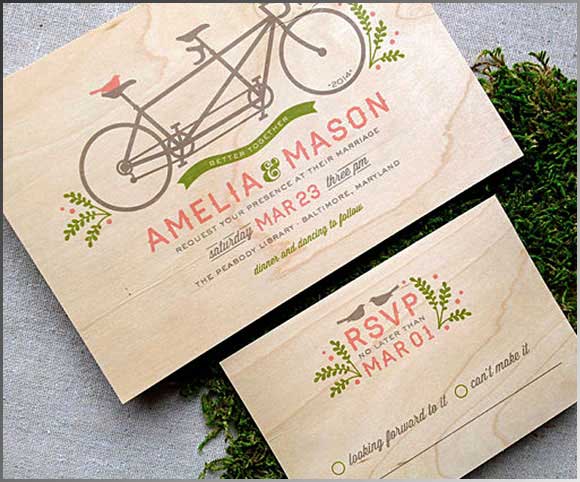 ·2014·
BETTER TOGETHER
AMELIA & MASON
REQUEST YOUR PRESENCE AT THEIR MARRIAGE
saturday MAR 23 three pm
THE PEABODY LIBRARY · BALTIMORE, MARYLAND
dinner and dancing to follow
RSVP
NO LATER THAN
MAR 01
looking forward to it can't make it